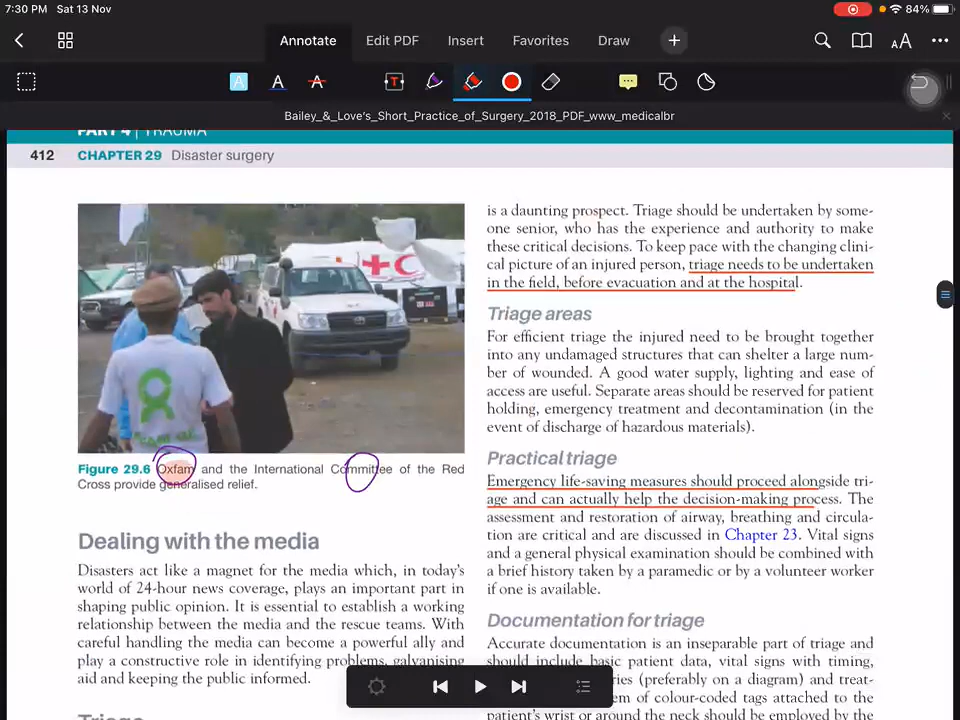 7:30 PM Sat 13 Nov
84%
Annotate Edit PDF Insert Favorites Draw
Bailey_&_Love's_Short_Practice_of_Surgery_2018_PDF_www_medicalbr
PART 4 | TRAUMA
412 CHAPTER 29 Disaster surgery
Figure 29.6 Oxfam and the International Committee of the Red
Cross provide generalised relief.
Dealing with the media
Disasters act like a magnet for the media which, in today's
world of 24-hour news coverage, plays an important part in
shaping public opinion. It is essential to establish a working
relationship between the media and the rescue teams. With
careful handling the media can become a powerful ally and
play a constructive role in identifying problems, galvanising
aid and keeping the public informed.
Triage
is a daunting prospect. Triage should be undertaken by some-
one senior, who has the experience and authority to make
these critical decisions. To keep pace with the changing clini-
cal picture of an injured person, triage needs to be undertaken
in the field, before evacuation and at the hospital.
Triage areas
For efficient triage the injured need to be brought together
into any undamaged structures that can shelter a large num-
ber of wounded. A good water supply, lighting and ease of
access are useful. Separate areas should be reserved for patient
holding, emergency treatment and decontamination (in the
event of discharge of hazardous materials).
Practical triage
Emergency life-saving measures should proceed alongside tri-
age and can actually help the decision-making process. The
assessment and restoration of airway, breathing and circula-
tion are critical and are discussed in Chapter 23. Vital signs
and a general physical examination should be combined with
a brief history taken by a paramedic or by a volunteer worker
if one is available.
Documentation for triage
Accurate documentation is an inseparable part of triage and
should include basic patient data, vital signs with timing,
ries (preferably on a diagram) and treat-
em of colour-coded tags attached to the
patient's wrist or around the neck should be employed by the